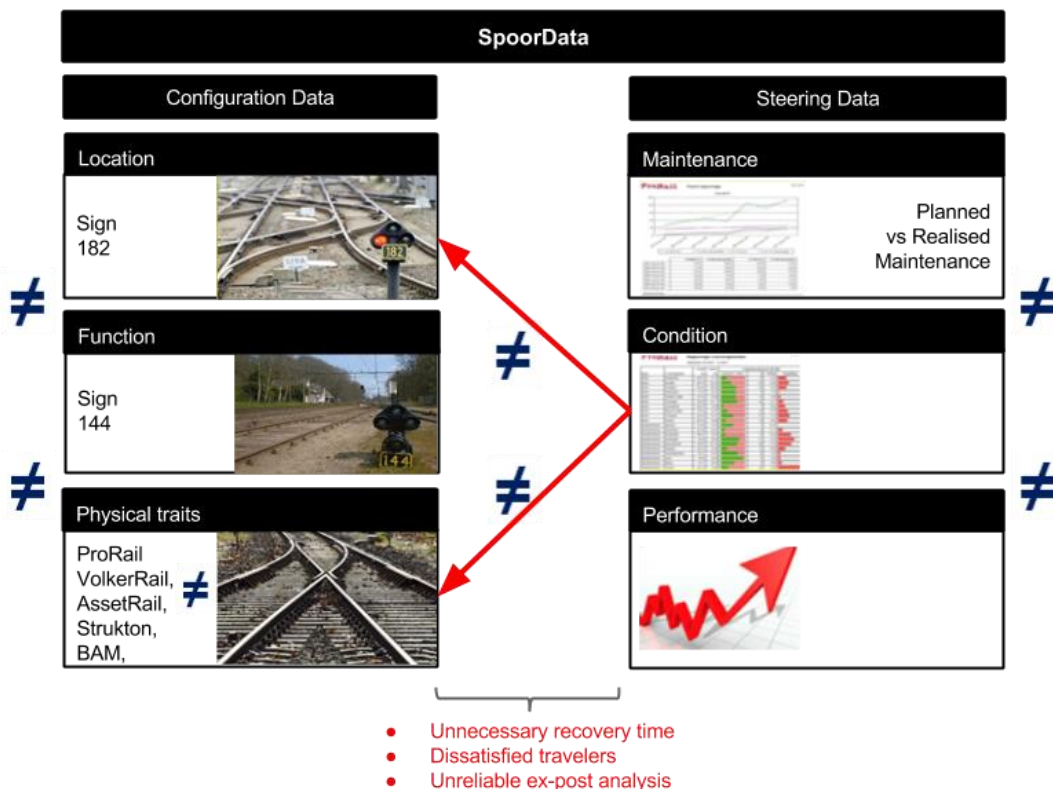 SpoorData
Configuration Data
Steering Data
Location
Sign
182
182
Function
Sign
144
144
Physical traits
ProRail
VolkerRail,
≠
AssetRail,
Strukton,
BAM,
Maintenance
ProRail
Planned
vs Realised
Maintenance
Condition
ProRail
Performance
≠
≠
≠
≠
≠
≠
● Unnecessary recovery time
● Dissatisfied travelers
● Unreliable ex-post analysis